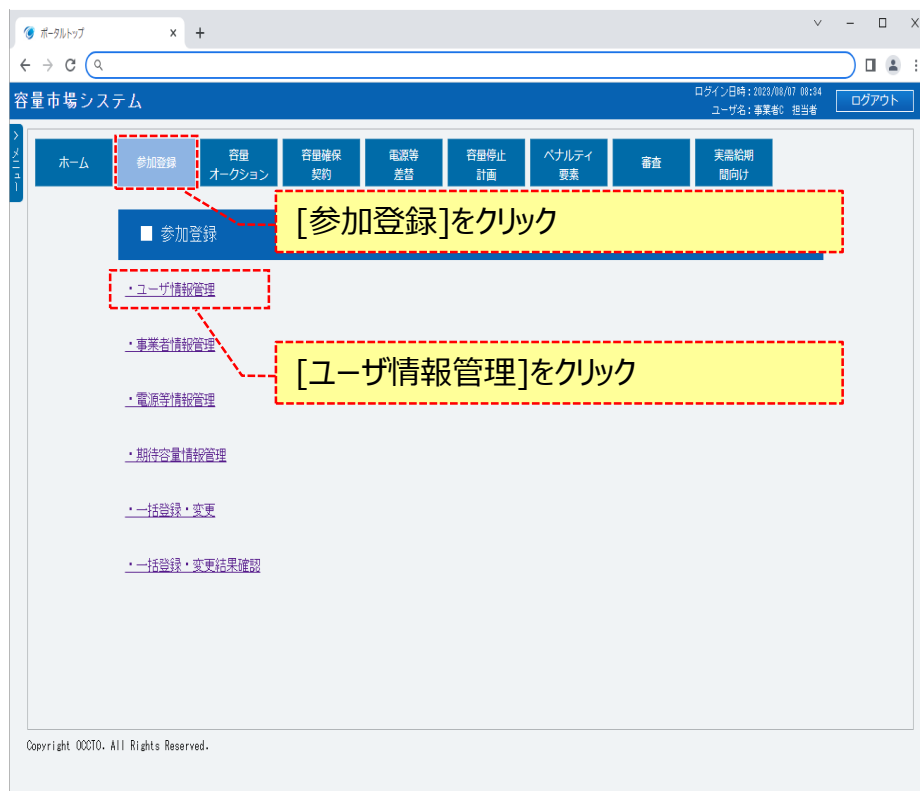 ポータルトップ
容量市場システム
ログイン日時：2023/08/07 08:34
ユーザ名：事業者C 担当者
ログアウト
メニュー
ホーム
参加登録
容量
オークション
容量確保
契約
電源等
差替
容量停止
計画
ペナルティ
要素
審査
実需給期
間向け
[参加登録]をクリック
■ 参加登録
・ユーザ情報管理
・事業者情報管理
[ユーザ情報管理]をクリック
・電源等情報管理
・期待容量情報管理
・一括登録・変更
・一括登録・変更結果確認
Copyright OCCTO. All Rights Reserved.